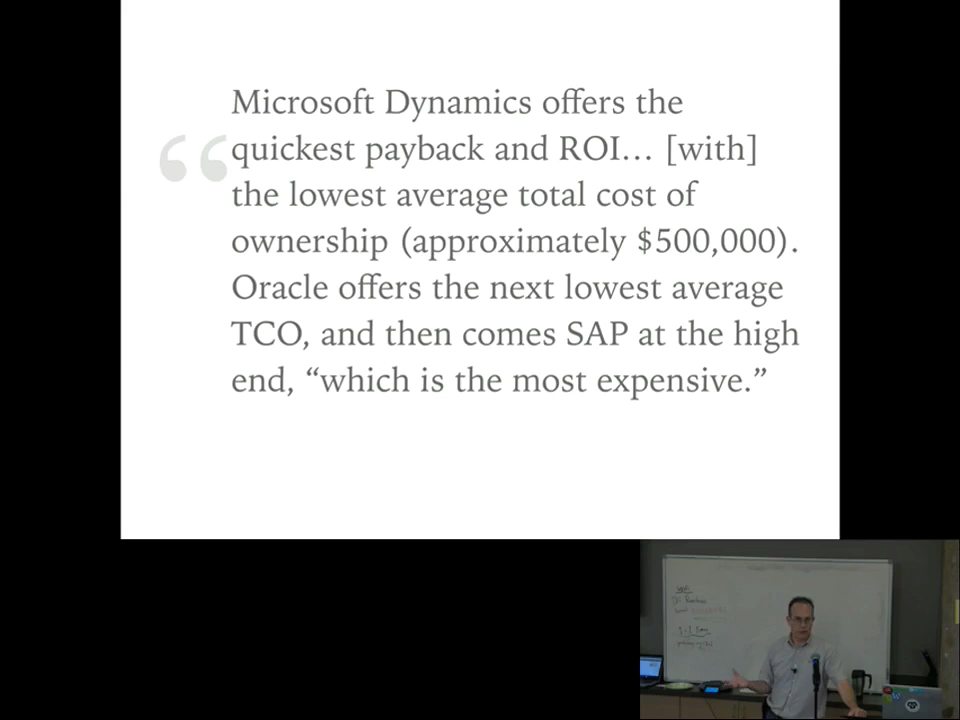 “
Microsoft Dynamics offers the
quickest payback and ROI… [with]
the lowest average total cost of
ownership (approximately $500,000).
Oracle offers the next lowest average
TCO, and then comes SAP at the high
end, “which is the most expensive.”